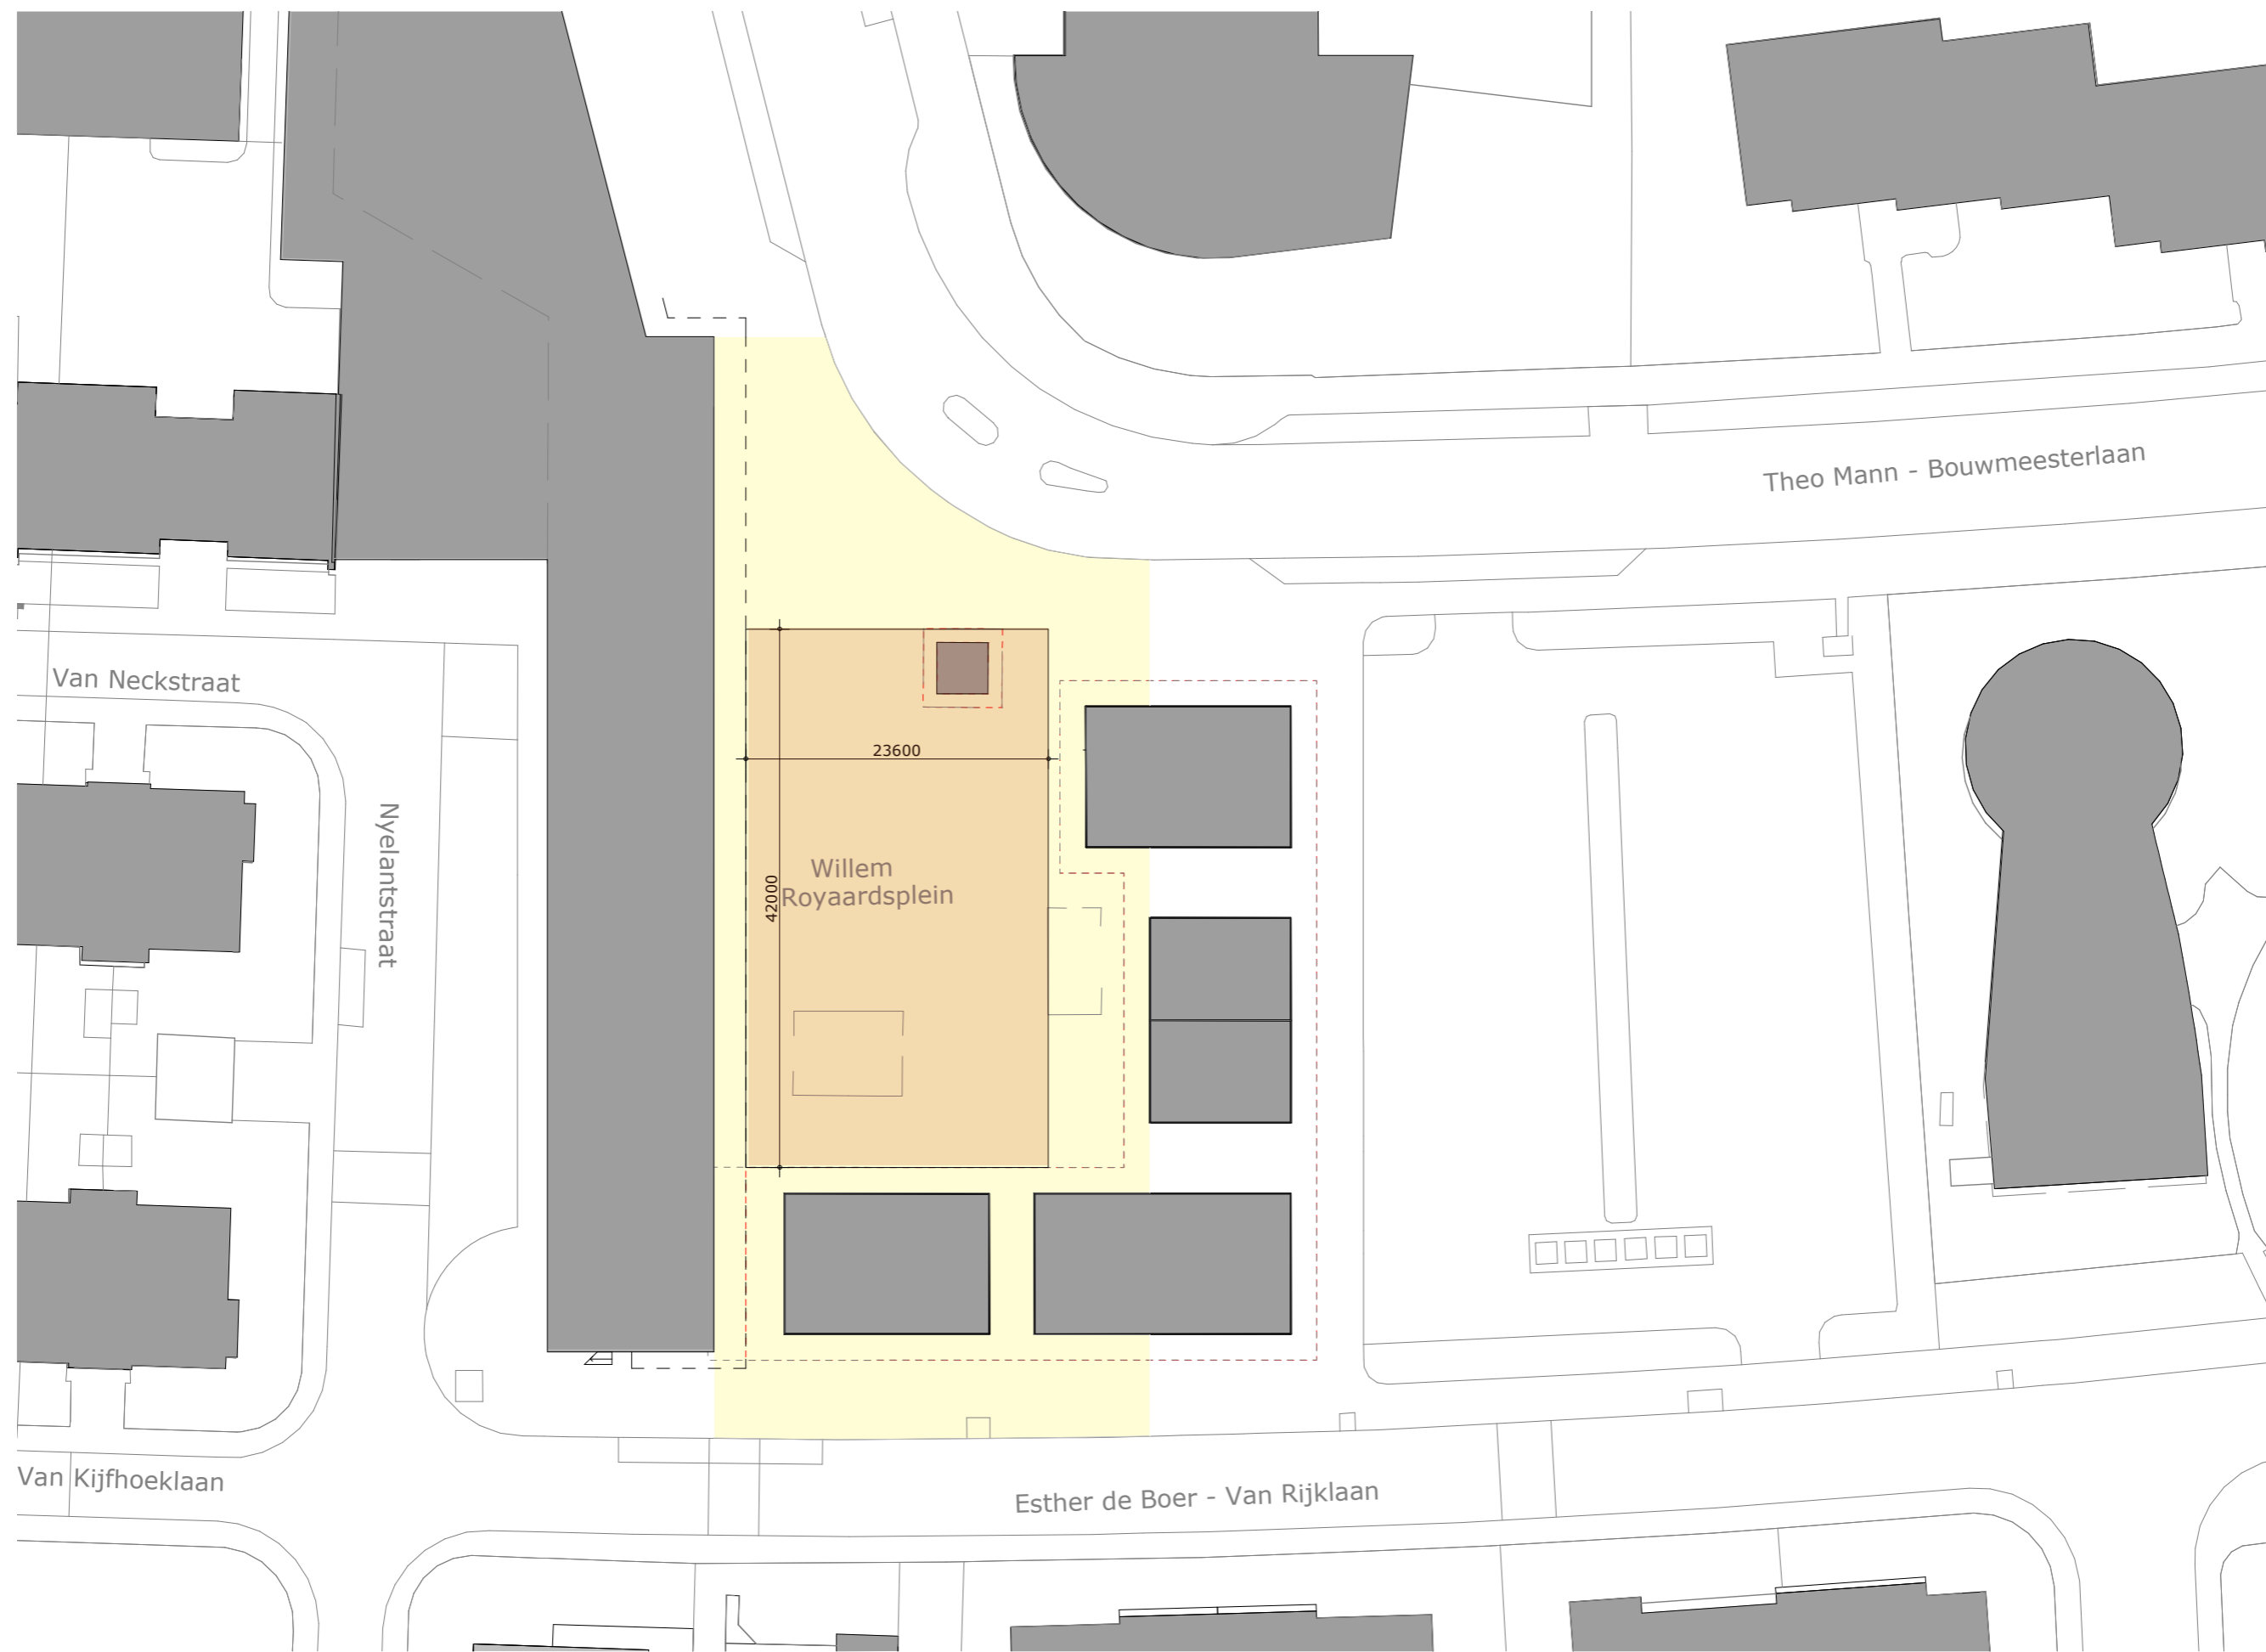 Theo Mann - Bouwmeesterlaan
Van Neckstraat
23600
Nyelantstraat
Willem
Royaardsplein
42000
Van Kijfhoeklaan
Esther de Boer - Van Rijklaan